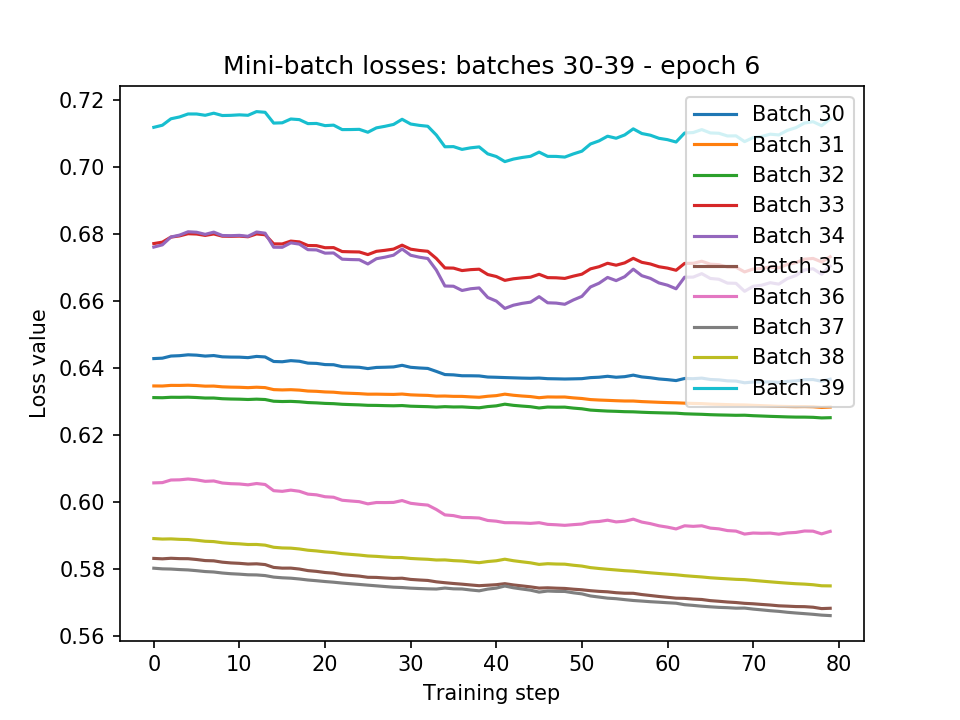 Mini-batch losses: batches 30-39 - epoch 6
0.72
0.70
0.68
0.66
0.64
0.62
0.60
0.58
0.56
Loss value
0
10
20
30
40
50
60
70
80
Training step
Batch 30
Batch 31
Batch 32
Batch 33
Batch 34
Batch 35
Batch 36
Batch 37
Batch 38
Batch 39